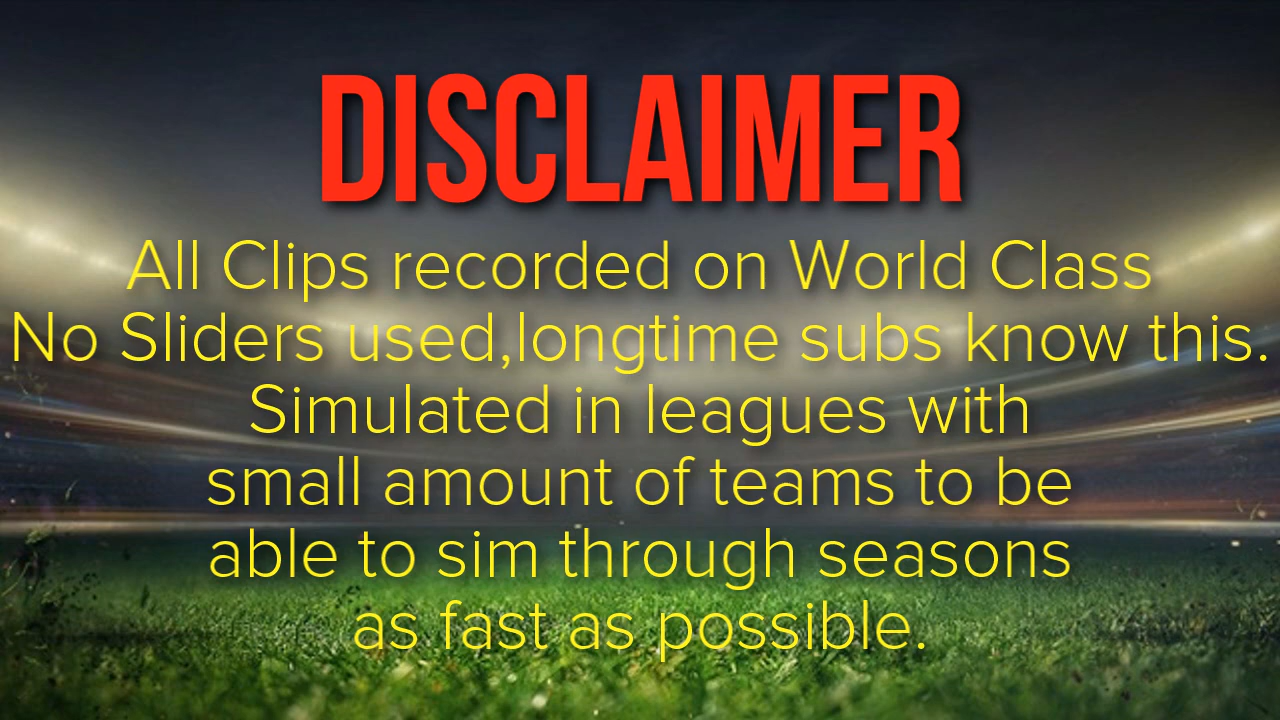 DISCLAIMER
All Clips recorded on World Class
No Sliders used,longtime subs know this.
Simulated in leagues with
small amount of teams to be
able to sim through seasons
as fast as possible.